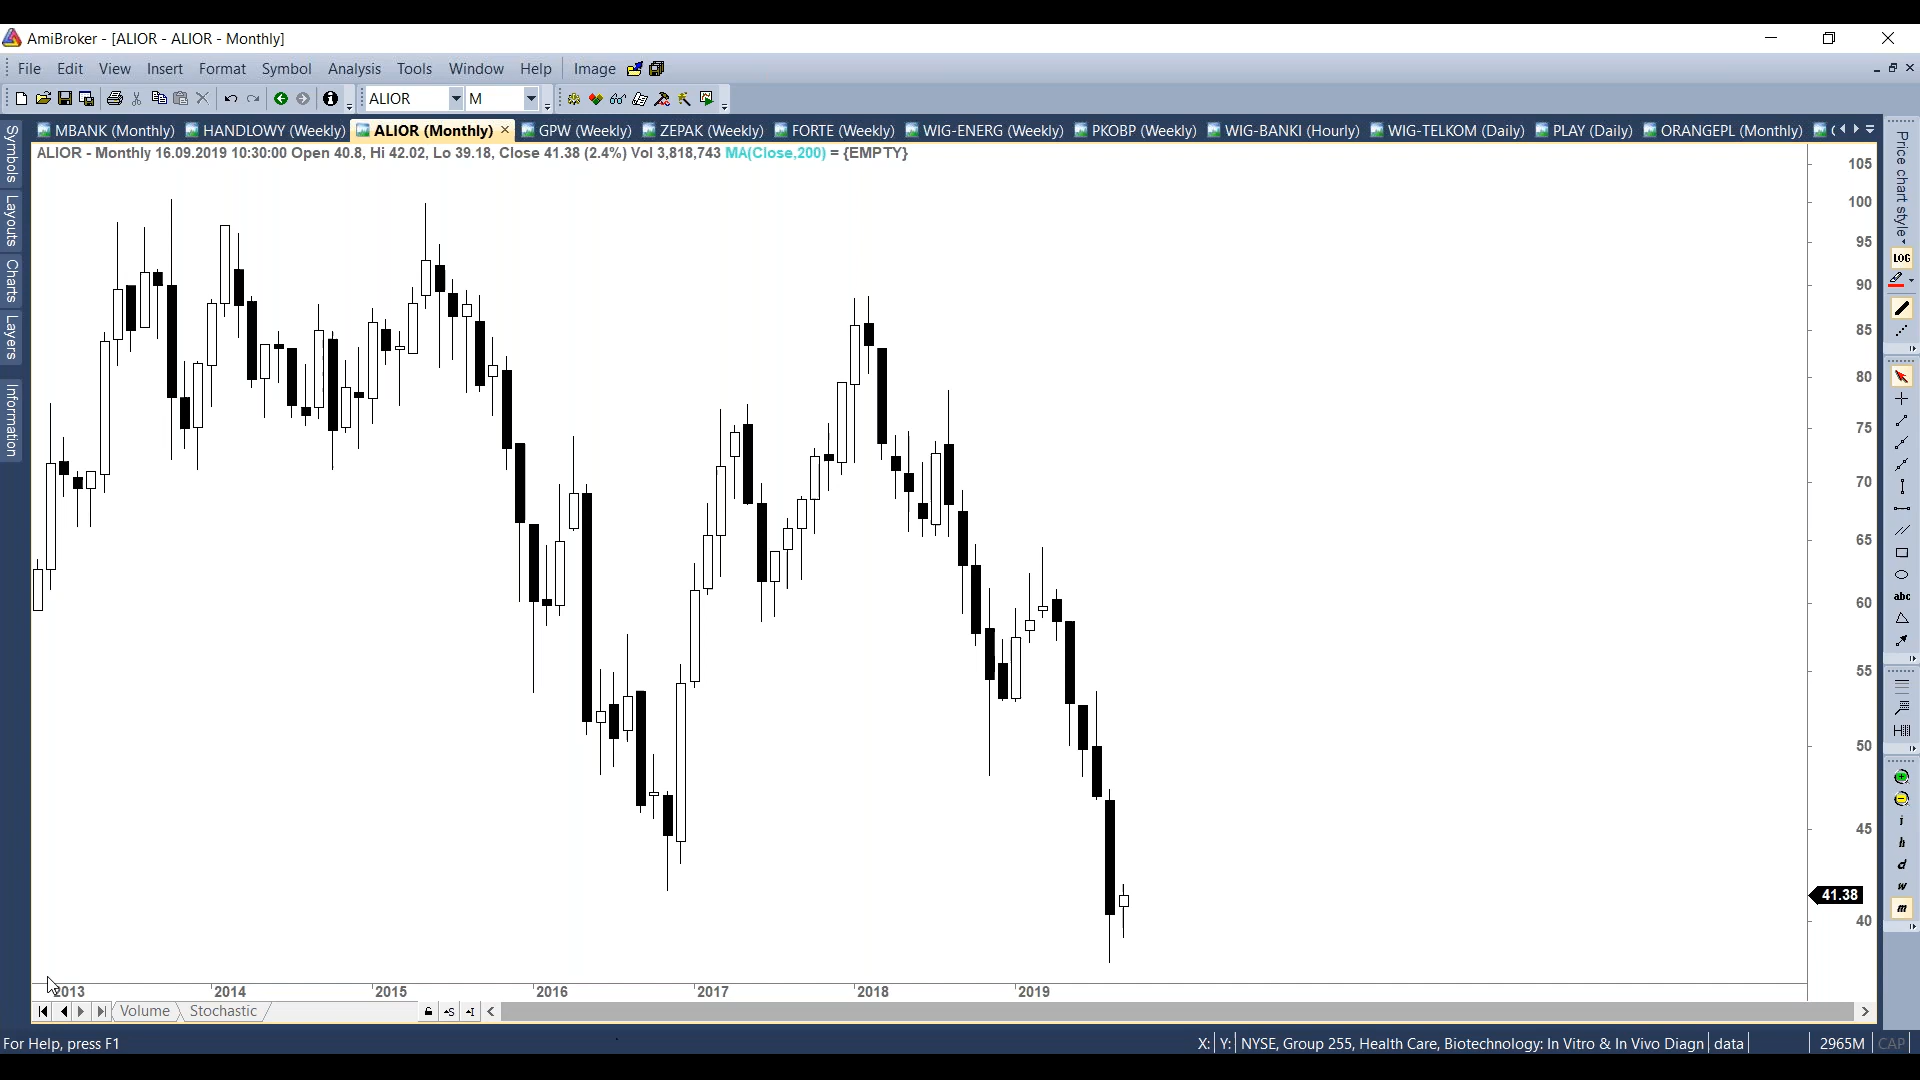 AmiBroker - [ALIOR - ALIOR - Monthly]
File Edit View Insert Format Symbol Analysis Tools Window Help Image
ALIOR M
MBANK (Monthly) HANDLOWY (Weekly) ALIOR (Monthly) GPW (Weekly) ZEPAK (Weekly) FORTE (Weekly) WIG-ENERG (Weekly) PKOBP (Weekly) WIG-BANKI (Hourly) WIG-TELKOM (Daily) PLAY (Daily) ORANGEPL (Monthly)
ALIOR - Monthly 16.09.2019 10:30:00 Open 40.8, Hi 42.02, Lo 39.18, Close 41.38 (2.4%) Vol 3,818,743 MA(Close,200) = {EMPTY}
Symbols
Layouts
Charts
Layers
Information
105
100
95
90
85
80
75
70
65
60
55
50
45
41.38
40
Price chart style
LOG
abc
i
h
d
w
m
2013 2014 2015 2016 2017 2018 2019
Volume Stochastic
For Help, press F1
X: Y: NYSE, Group 255, Health Care, Biotechnology: In Vitro & In Vivo Diagn data 2965M CAP